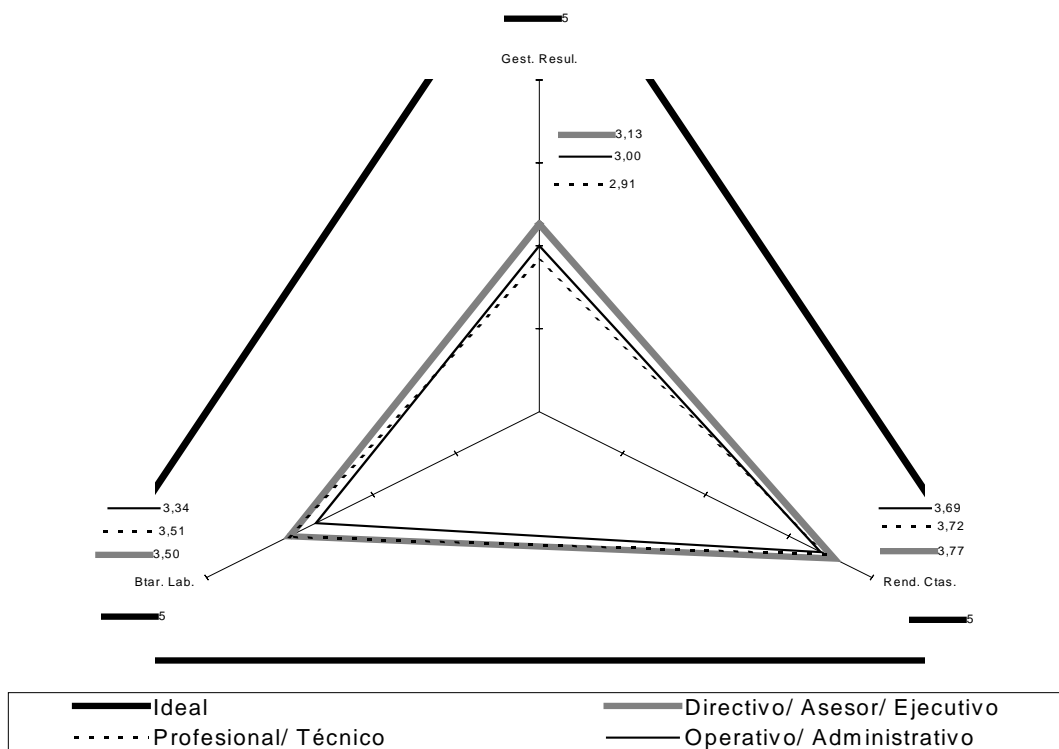 5
Gest. Resul.
3,13
3,00
2,91
3,34
3,51
3,50
Btar. Lab.
5
3,69
3,72
3,77
Rend. Ctas.
5
Ideal
Directivo/ Asesor/ Ejecutivo
Profesional/ Técnico
Operativo/ Administrativo